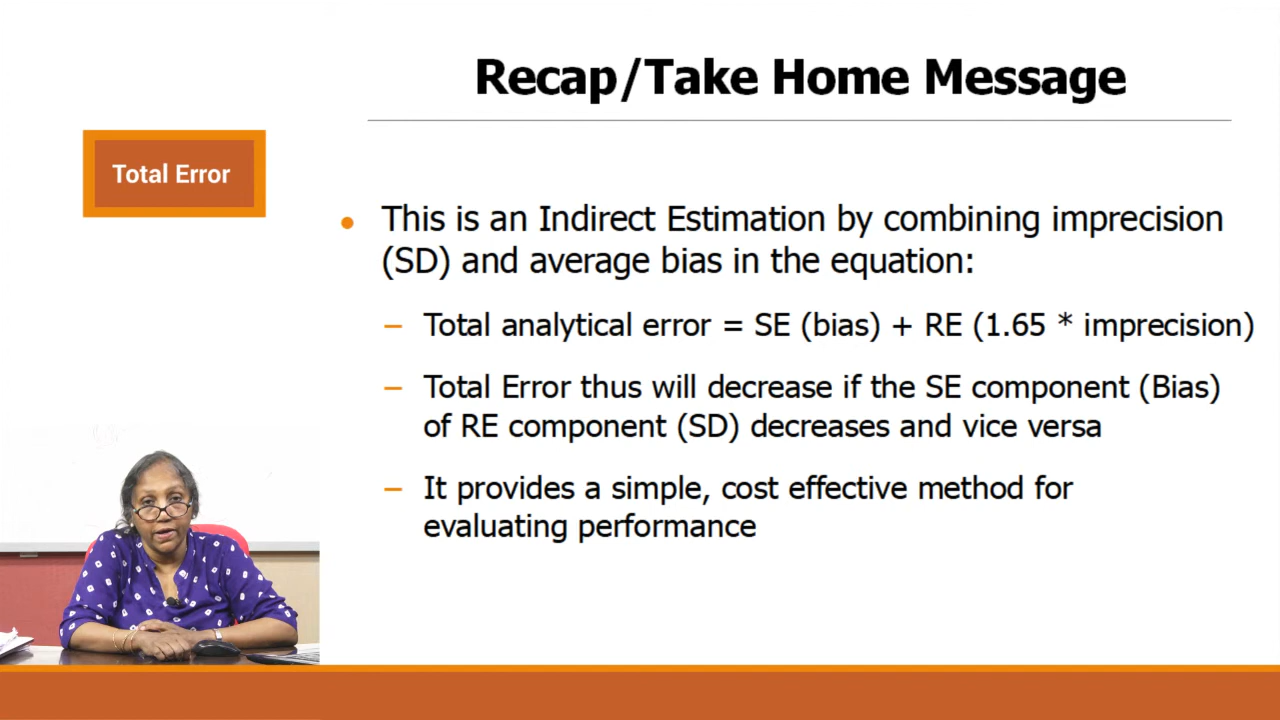 Recap/Take Home Message
Total Error
This is an Indirect Estimation by combining imprecision
(SD) and average bias in the equation:
– Total analytical error = SE (bias) + RE (1.65 * imprecision)
– Total Error thus will decrease if the SE component (Bias)
of RE component (SD) decreases and vice versa
– It provides a simple, cost effective method for
evaluating performance